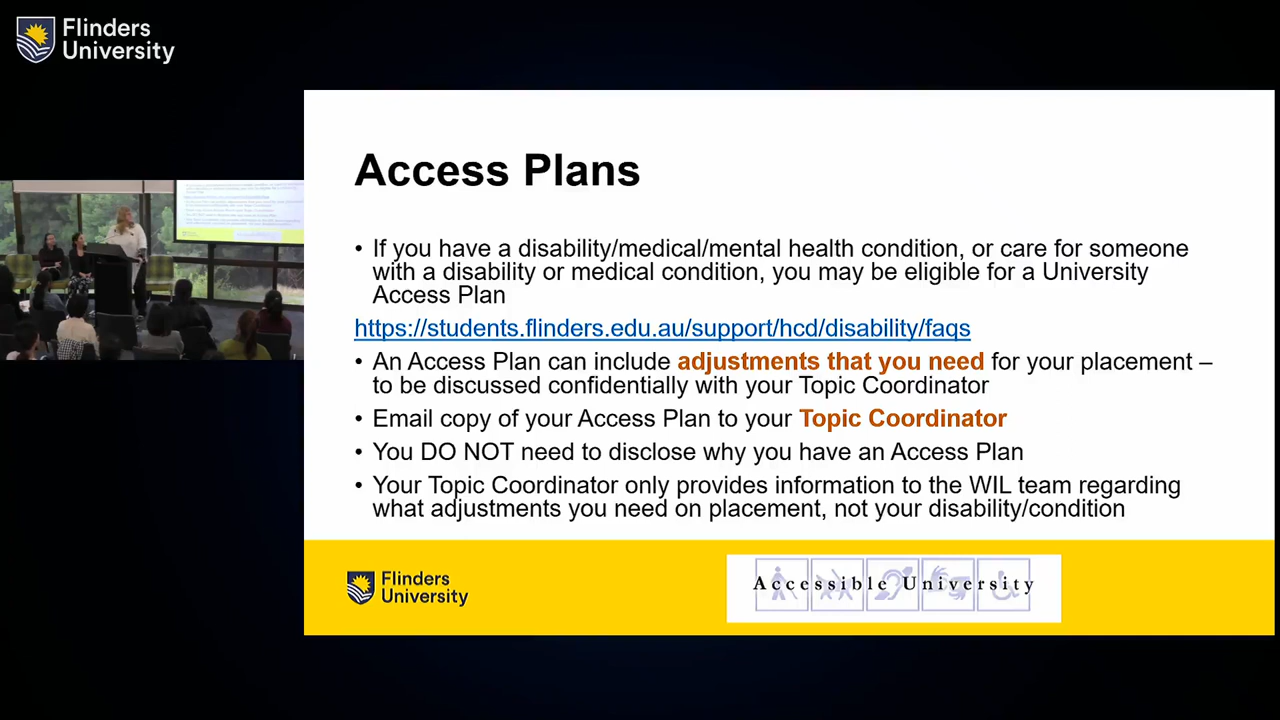 Flinders
University
Access Plans
• If you have a disability/medical/mental health condition, or care for someone
with a disability or medical condition, you may be eligible for a University
Access Plan
https://students.flinders.edu.au/support/hcd/disability/faqs
• An Access Plan can include adjustments that you need for your placement –
to be discussed confidentially with your Topic Coordinator
• Email copy of your Access Plan to your Topic Coordinator
• You DO NOT need to disclose why you have an Access Plan
• Your Topic Coordinator only provides information to the WIL team regarding
what adjustments you need on placement, not your disability/condition
Flinders
University
Accessible University